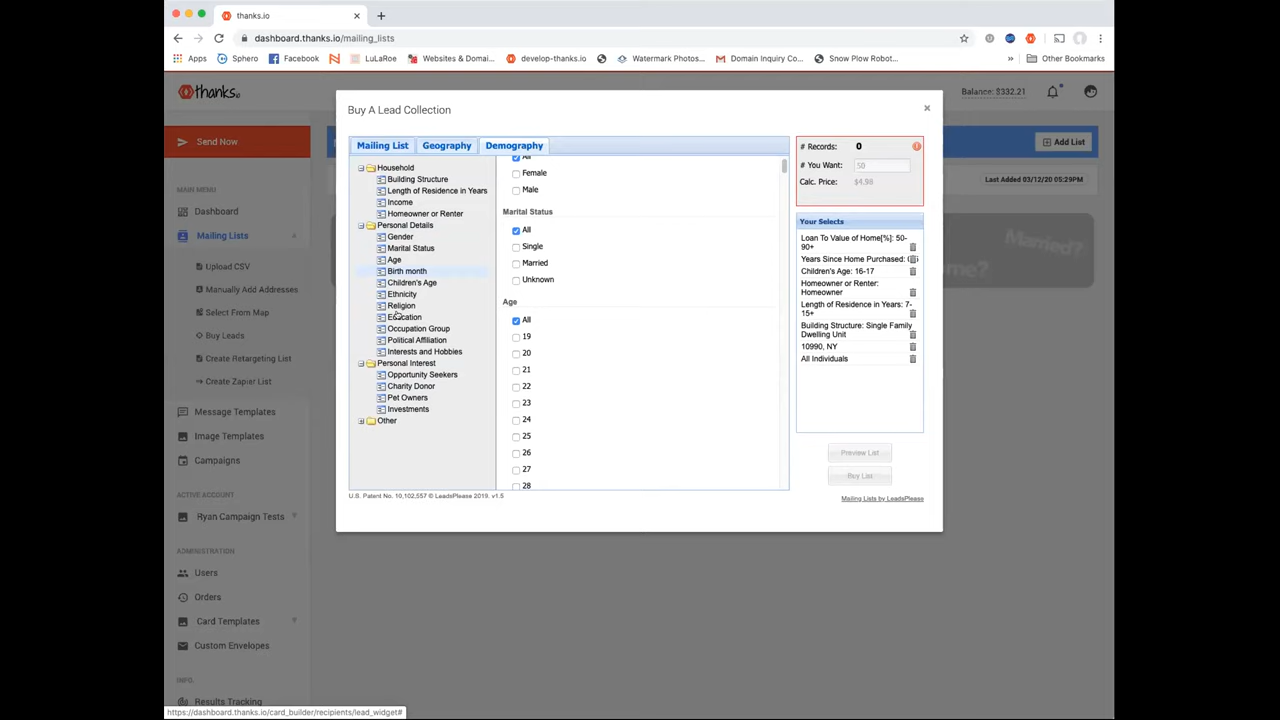 thanks.io
dashboard.thanks.io/mailing_lists
Apps
Sphero
Facebook
LuLaRoe
Websites & Domai...
develop-thanks.io
Watermark Photos...
Domain Inquiry Co...
Snow Plow Robot...
»
Other Bookmarks
thanks.io
Balance: $332.21
Send Now
Add List
MAIN MENU
Dashboard
Mailing Lists
Upload CSV
Manually Add Addresses
Select From Map
Buy Leads
Create Retargeting List
Create Zapier List
Message Templates
Image Templates
Campaigns
ACTIVE ACCOUNT
Ryan Campaign Tests
ADMINISTRATION
Users
Orders
Card Templates
Custom Envelopes
INFO
Results Tracking
Last Added 03/12/20 05:29PM
Married?
ome?
Buy A Lead Collection
Mailing List
Geography
Demography
Household
Building Structure
Length of Residence in Years
Income
Homeowner or Renter
Personal Details
Gender
Marital Status
Age
Birth month
Children's Age
Ethnicity
Religion
Education
Occupation Group
Political Affiliation
Interests and Hobbies
Personal Interest
Opportunity Seekers
Charity Donor
Pet Owners
Investments
Other
All
Female
Male
Marital Status
All
Single
Married
Unknown
Age
All
19
20
21
22
23
24
25
26
27
28
# Records: 0
# You Want: 50
Calc. Price: $4.98
Your Selects
Loan To Value of Home[%]: 50-
90+
Years Since Home Purchased:
Children's Age: 16-17
Homeowner or Renter:
Homeowner
Length of Residence in Years: 7-
15+
Building Structure: Single Family
Dwelling Unit
10990, NY
All Individuals
Preview List
Buy List
U.S. Patent No. 10,102,557 © LeadsPlease 2019. v1.5
Mailing Lists by LeadsPlease
https://dashboard.thanks.io/card_builder/recipients/lead_widget#